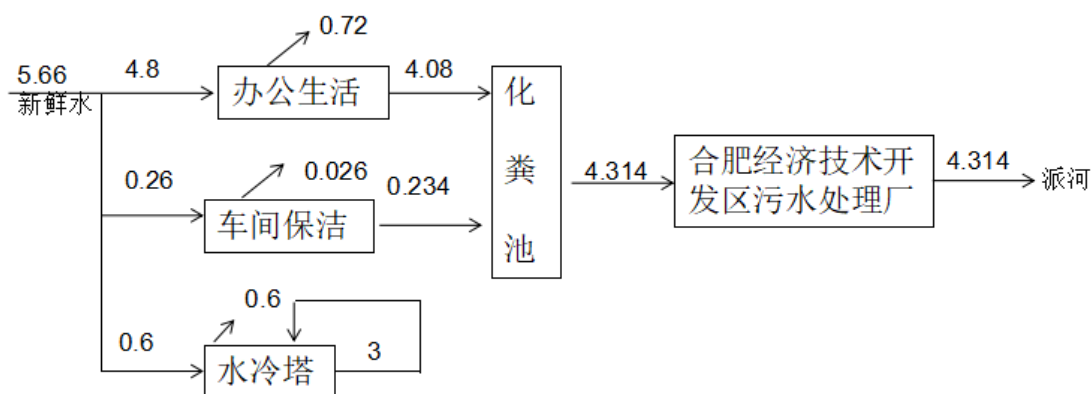 0.72
5.66
新鲜水
4.8
办公生活
4.08
化
粪
池
0.26
0.026
车间保洁
0.234
4.314
合肥经济技术开
发区污水处理厂
4.314
派河
0.6
0.6
水冷塔
3